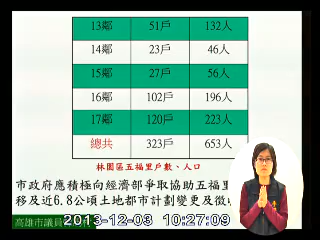 13鄰 51戶 132人
14鄰 23戶 46人
15鄰 27戶 56人
16鄰 102戶 196人
17鄰 120戶 223人
總共 323戶 653人
林園區五福里戶數、人口
市政府應積極向經濟部爭取協助五福里
移及近6.8公頃土地都市計劃變更及徵
高雄市議員
2013-12-03 10:27:09